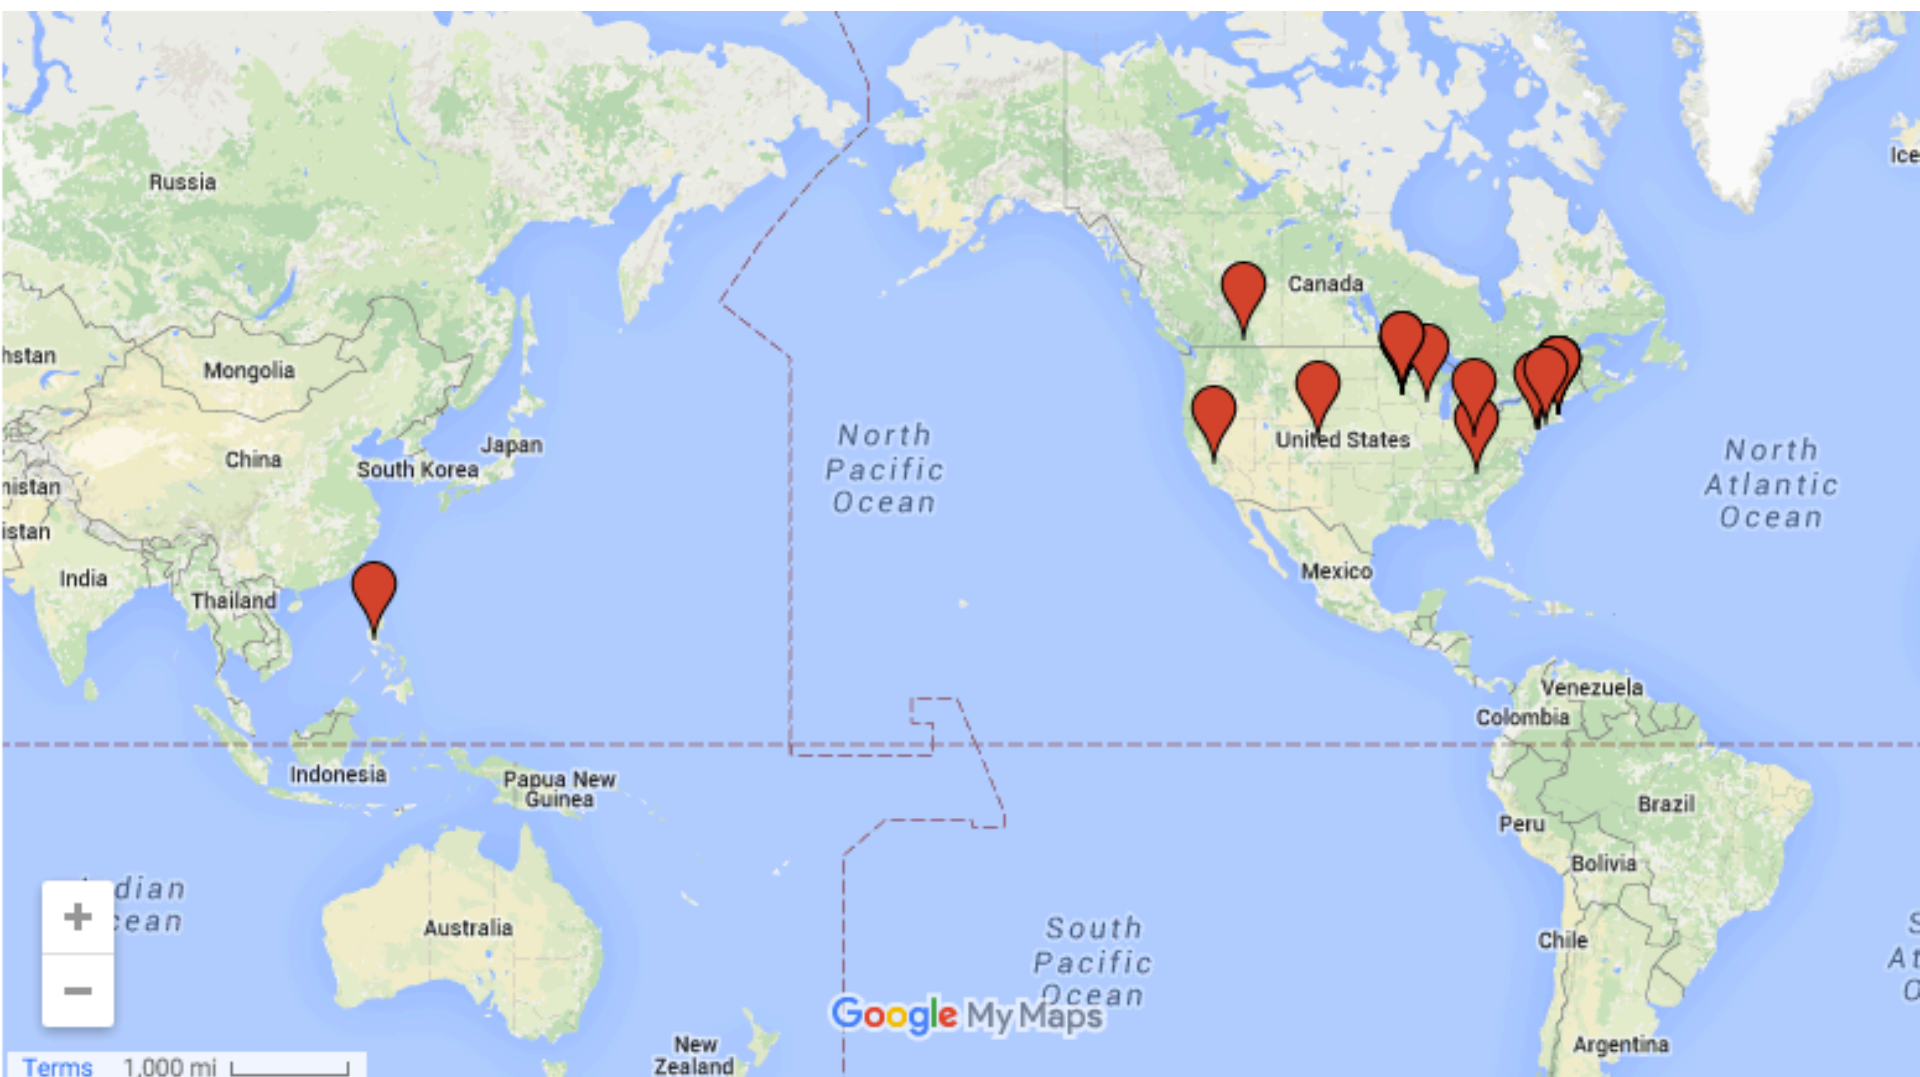 Russia
Ice
Canada
hstan
Mongolia
Japan
North
Pacific
Ocean
United States
North
Atlantic
Ocean
China
South Korea
nistan
istan
India
Thailand
Mexico
Venezuela
Colombia
Indonesia
Papua New
Guinea
Brazil
Peru
Bolivia
dian
cean
Australia
South
Pacific
Ocean
Chile
S
At
O
Google My Maps
New
Zealand
Argentina
+
−
Terms
1,000 mi